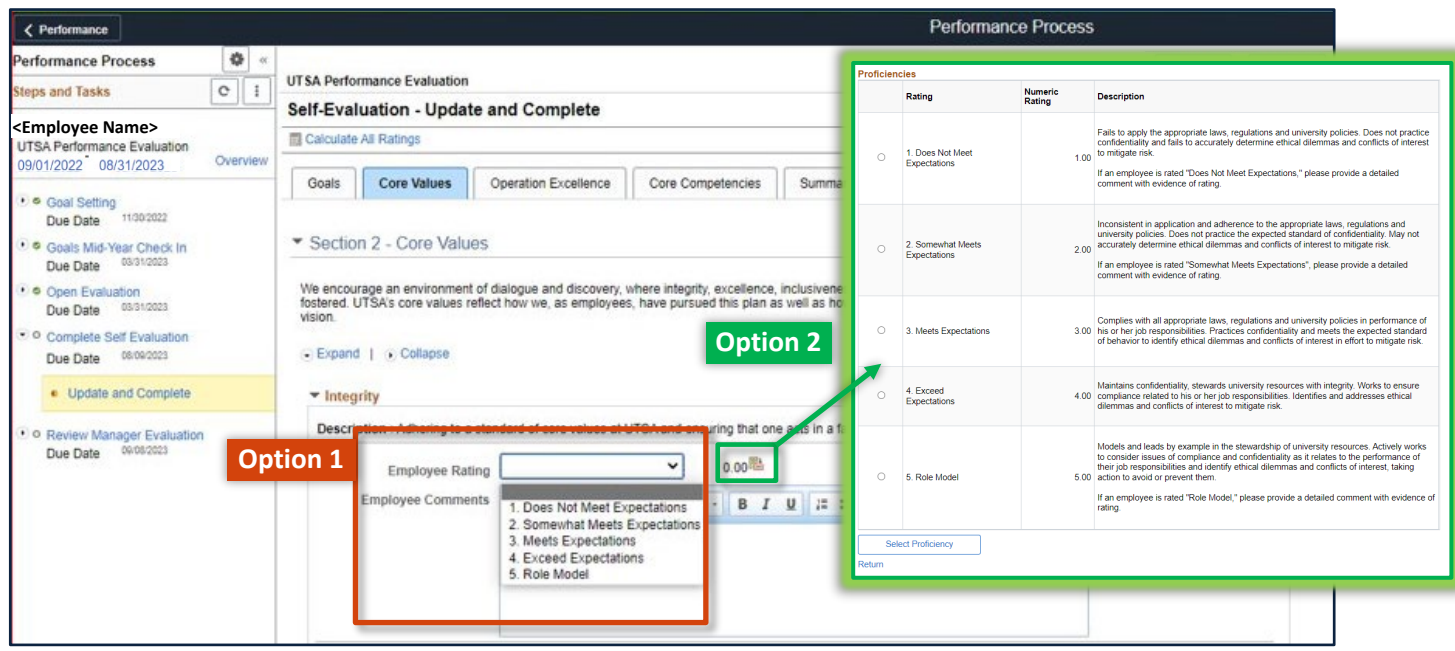 Performance
Performance Process
Performance Process
Steps and Tasks
<Employee Name>
UTSA Performance Evaluation
09/01/2022 - 08/31/2023
Overview
Goal Setting
Due Date 11/30/2022
Goals Mid-Year Check In
Due Date 03/31/2023
Open Evaluation
Due Date 03/31/2023
Complete Self Evaluation
Due Date 08/09/2023
Update and Complete
Review Manager Evaluation
Due Date 09/08/2023
UTSA Performance Evaluation
Self-Evaluation - Update and Complete
Calculate All Ratings
Goals
Core Values
Operation Excellence
Core Competencies
Summa
Section 2 - Core Values
We encourage an environment of dialogue and discovery, where integrity, excellence, inclusivene
fostered. UTSA's core values reflect how we, as employees, have pursued this plan as well as ho
vision.
Expand | Collapse
Integrity
Description - Adhering to a standard of core values at UTSA and ensuring that one acts in a f
Option 1
Employee Rating
0.00
Employee Comments
B I U
1. Does Not Meet Expectations
2. Somewhat Meets Expectations
3. Meets Expectations
4. Exceed Expectations
5. Role Model
Option 2
Proficiencies
Rating
Numeric
Rating
Description
1. Does Not Meet
Expectations
1.00
Fails to apply the appropriate laws, regulations and university policies. Does not practice
confidentiality and fails to accurately determine ethical dilemmas and conflicts of interest
to mitigate risk.
If an employee is rated "Does Not Meet Expectations," please provide a detailed
comment with evidence of rating.
2. Somewhat Meets
Expectations
2.00
Inconsistent in application and adherence to the appropriate laws, regulations and
university policies. Does not practice the expected standard of confidentiality. May not
accurately determine ethical dilemmas and conflicts of interest to mitigate risk.
If an employee is rated "Somewhat Meets Expectations", please provide a detailed
comment with evidence of rating.
3. Meets Expectations
3.00
Complies with all appropriate laws, regulations and university policies in performance of
his or her job responsibilities. Practices confidentiality and meets the expected standard
of behavior to identify ethical dilemmas and conflicts of interest in effort to mitigate risk.
4. Exceed
Expectations
4.00
Maintains confidentiality, stewards university resources with integrity. Works to ensure
compliance related to his or her job responsibilities. Identifies and addresses ethical
dilemmas and conflicts of interest to mitigate risk.
5. Role Model
5.00
Models and leads by example in the stewardship of university resources. Actively works
to consider issues of compliance and confidentiality as it relates to the performance of
their job responsibilities and identify ethical dilemmas and conflicts of interest, taking
action to avoid or prevent them.
If an employee is rated "Role Model," please provide a detailed comment with evidence of
rating.
Select Proficiency
Return